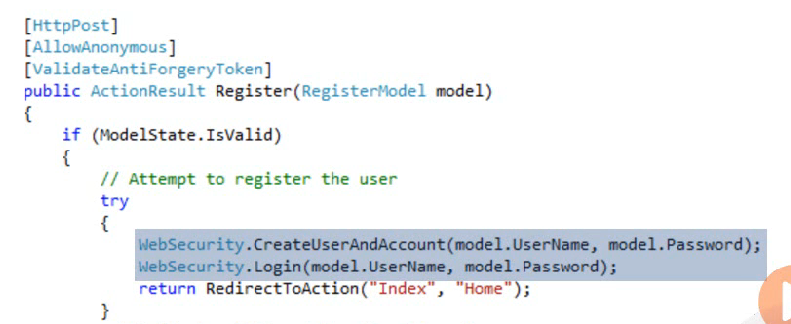 [HttpPost]
[AllowAnonymous]
[ValidateAntiForgeryToken]
public ActionResult Register(RegisterModel model)
{
if (ModelState.IsValid)
{
// Attempt to register the user
try
{
WebSecurity.CreateUserAndAccount(model.UserName, model.Password);
WebSecurity.Login(model.UserName, model.Password);
return RedirectToAction("Index", "Home");
}